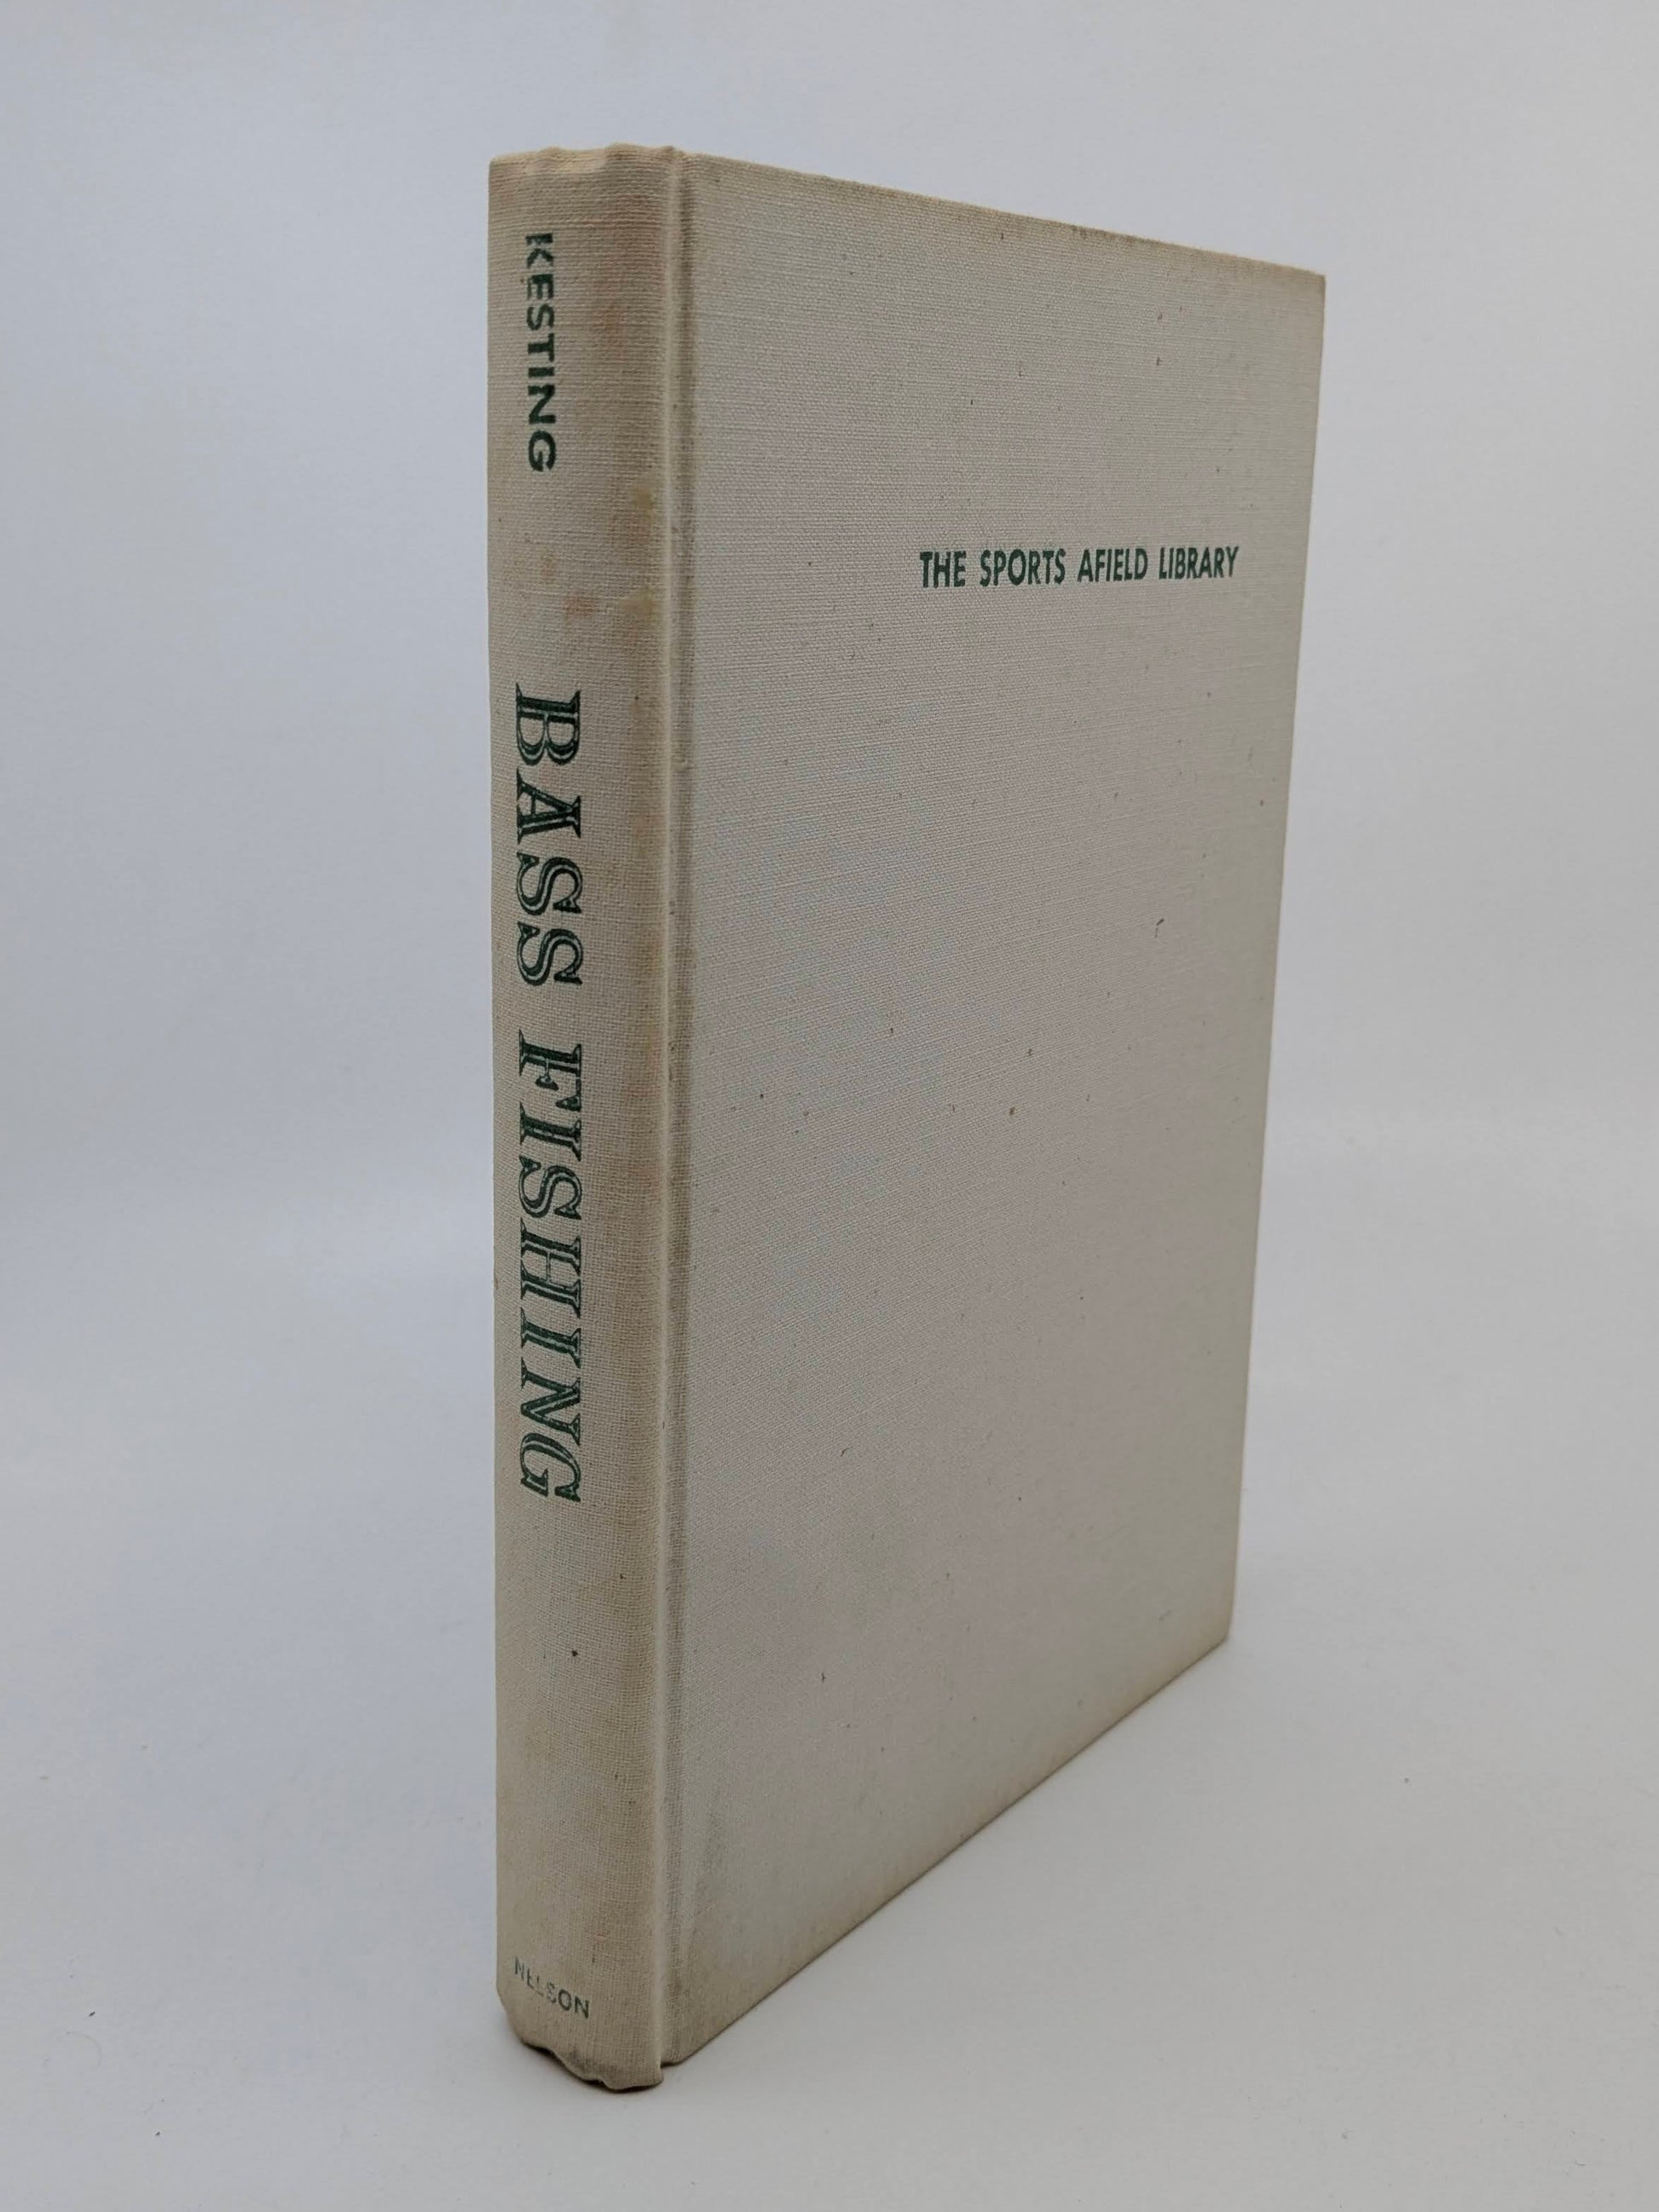 KESTING
BASS FISHING
NELSON
THE SPORTS AFIELD LIBRARY